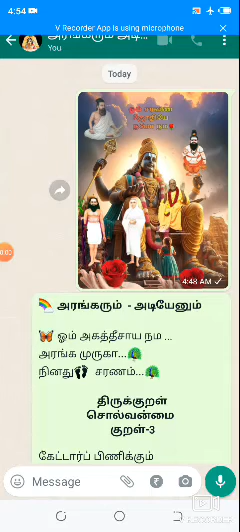 4:54
V Recorder App is using microphone
You
Today
4:48 AM
அரங்கரும் - அடியேனும்
ஓம் அகத்தீசாய நம ...
அரங்க முருகா...
நினது சரணம்...
திருக்குறள்
சொல்வன்மை
குறள்-3
கேட்டார்ப் பிணிக்கும்
Message